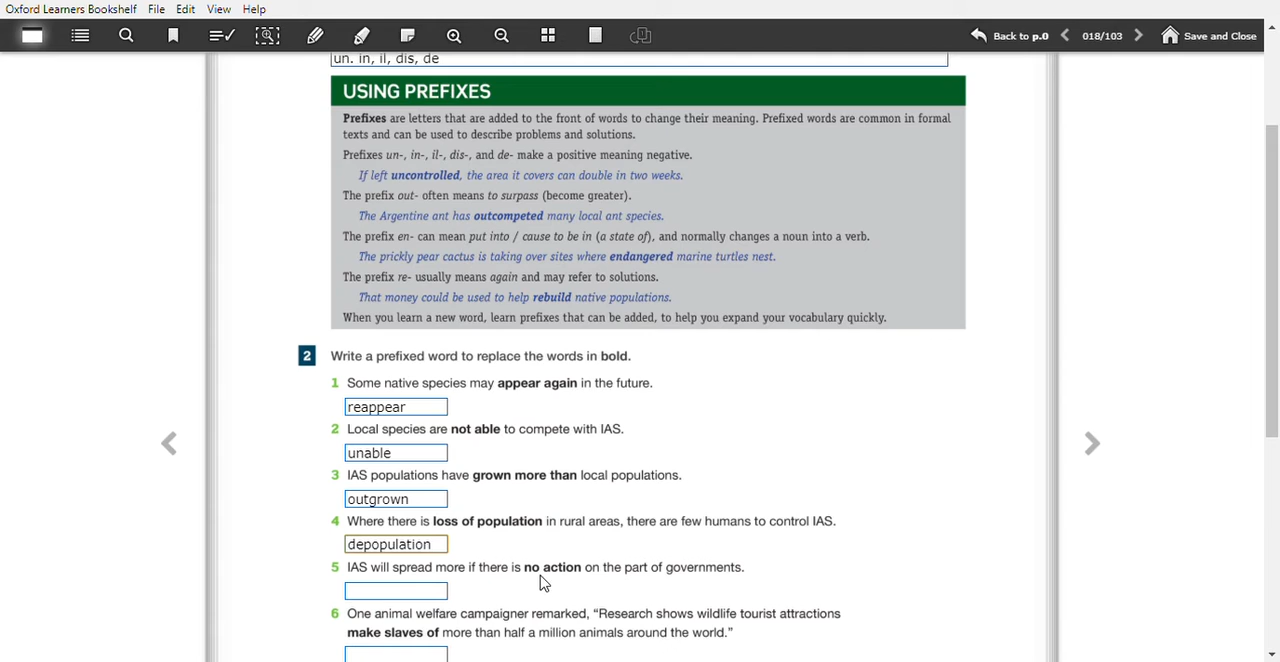 Oxford Learners Bookshelf File Edit View Help
Back to p.0 018/103 Save and Close
un. in, il, dis, de
USING PREFIXES
Prefixes are letters that are added to the front of words to change their meaning. Prefixed words are common in formal
texts and can be used to describe problems and solutions.
Prefixes un-, in-, il-, dis-, and de- make a positive meaning negative.
If left uncontrolled, the area it covers can double in two weeks.
The prefix out- often means to surpass (become greater).
The Argentine ant has outcompeted many local ant species.
The prefix en- can mean put into / cause to be in (a state of), and normally changes a noun into a verb.
The prickly pear cactus is taking over sites where endangered marine turtles nest.
The prefix re- usually means again and may refer to solutions.
That money could be used to help rebuild native populations.
When you learn a new word, learn prefixes that can be added, to help you expand your vocabulary quickly.
2 Write a prefixed word to replace the words in bold.
1 Some native species may appear again in the future.
reappear
2 Local species are not able to compete with IAS.
unable
3 IAS populations have grown more than local populations.
outgrown
4 Where there is loss of population in rural areas, there are few humans to control IAS.
depopulation
5 IAS will spread more if there is no action on the part of governments.
6 One animal welfare campaigner remarked, “Research shows wildlife tourist attractions
make slaves of more than half a million animals around the world.”